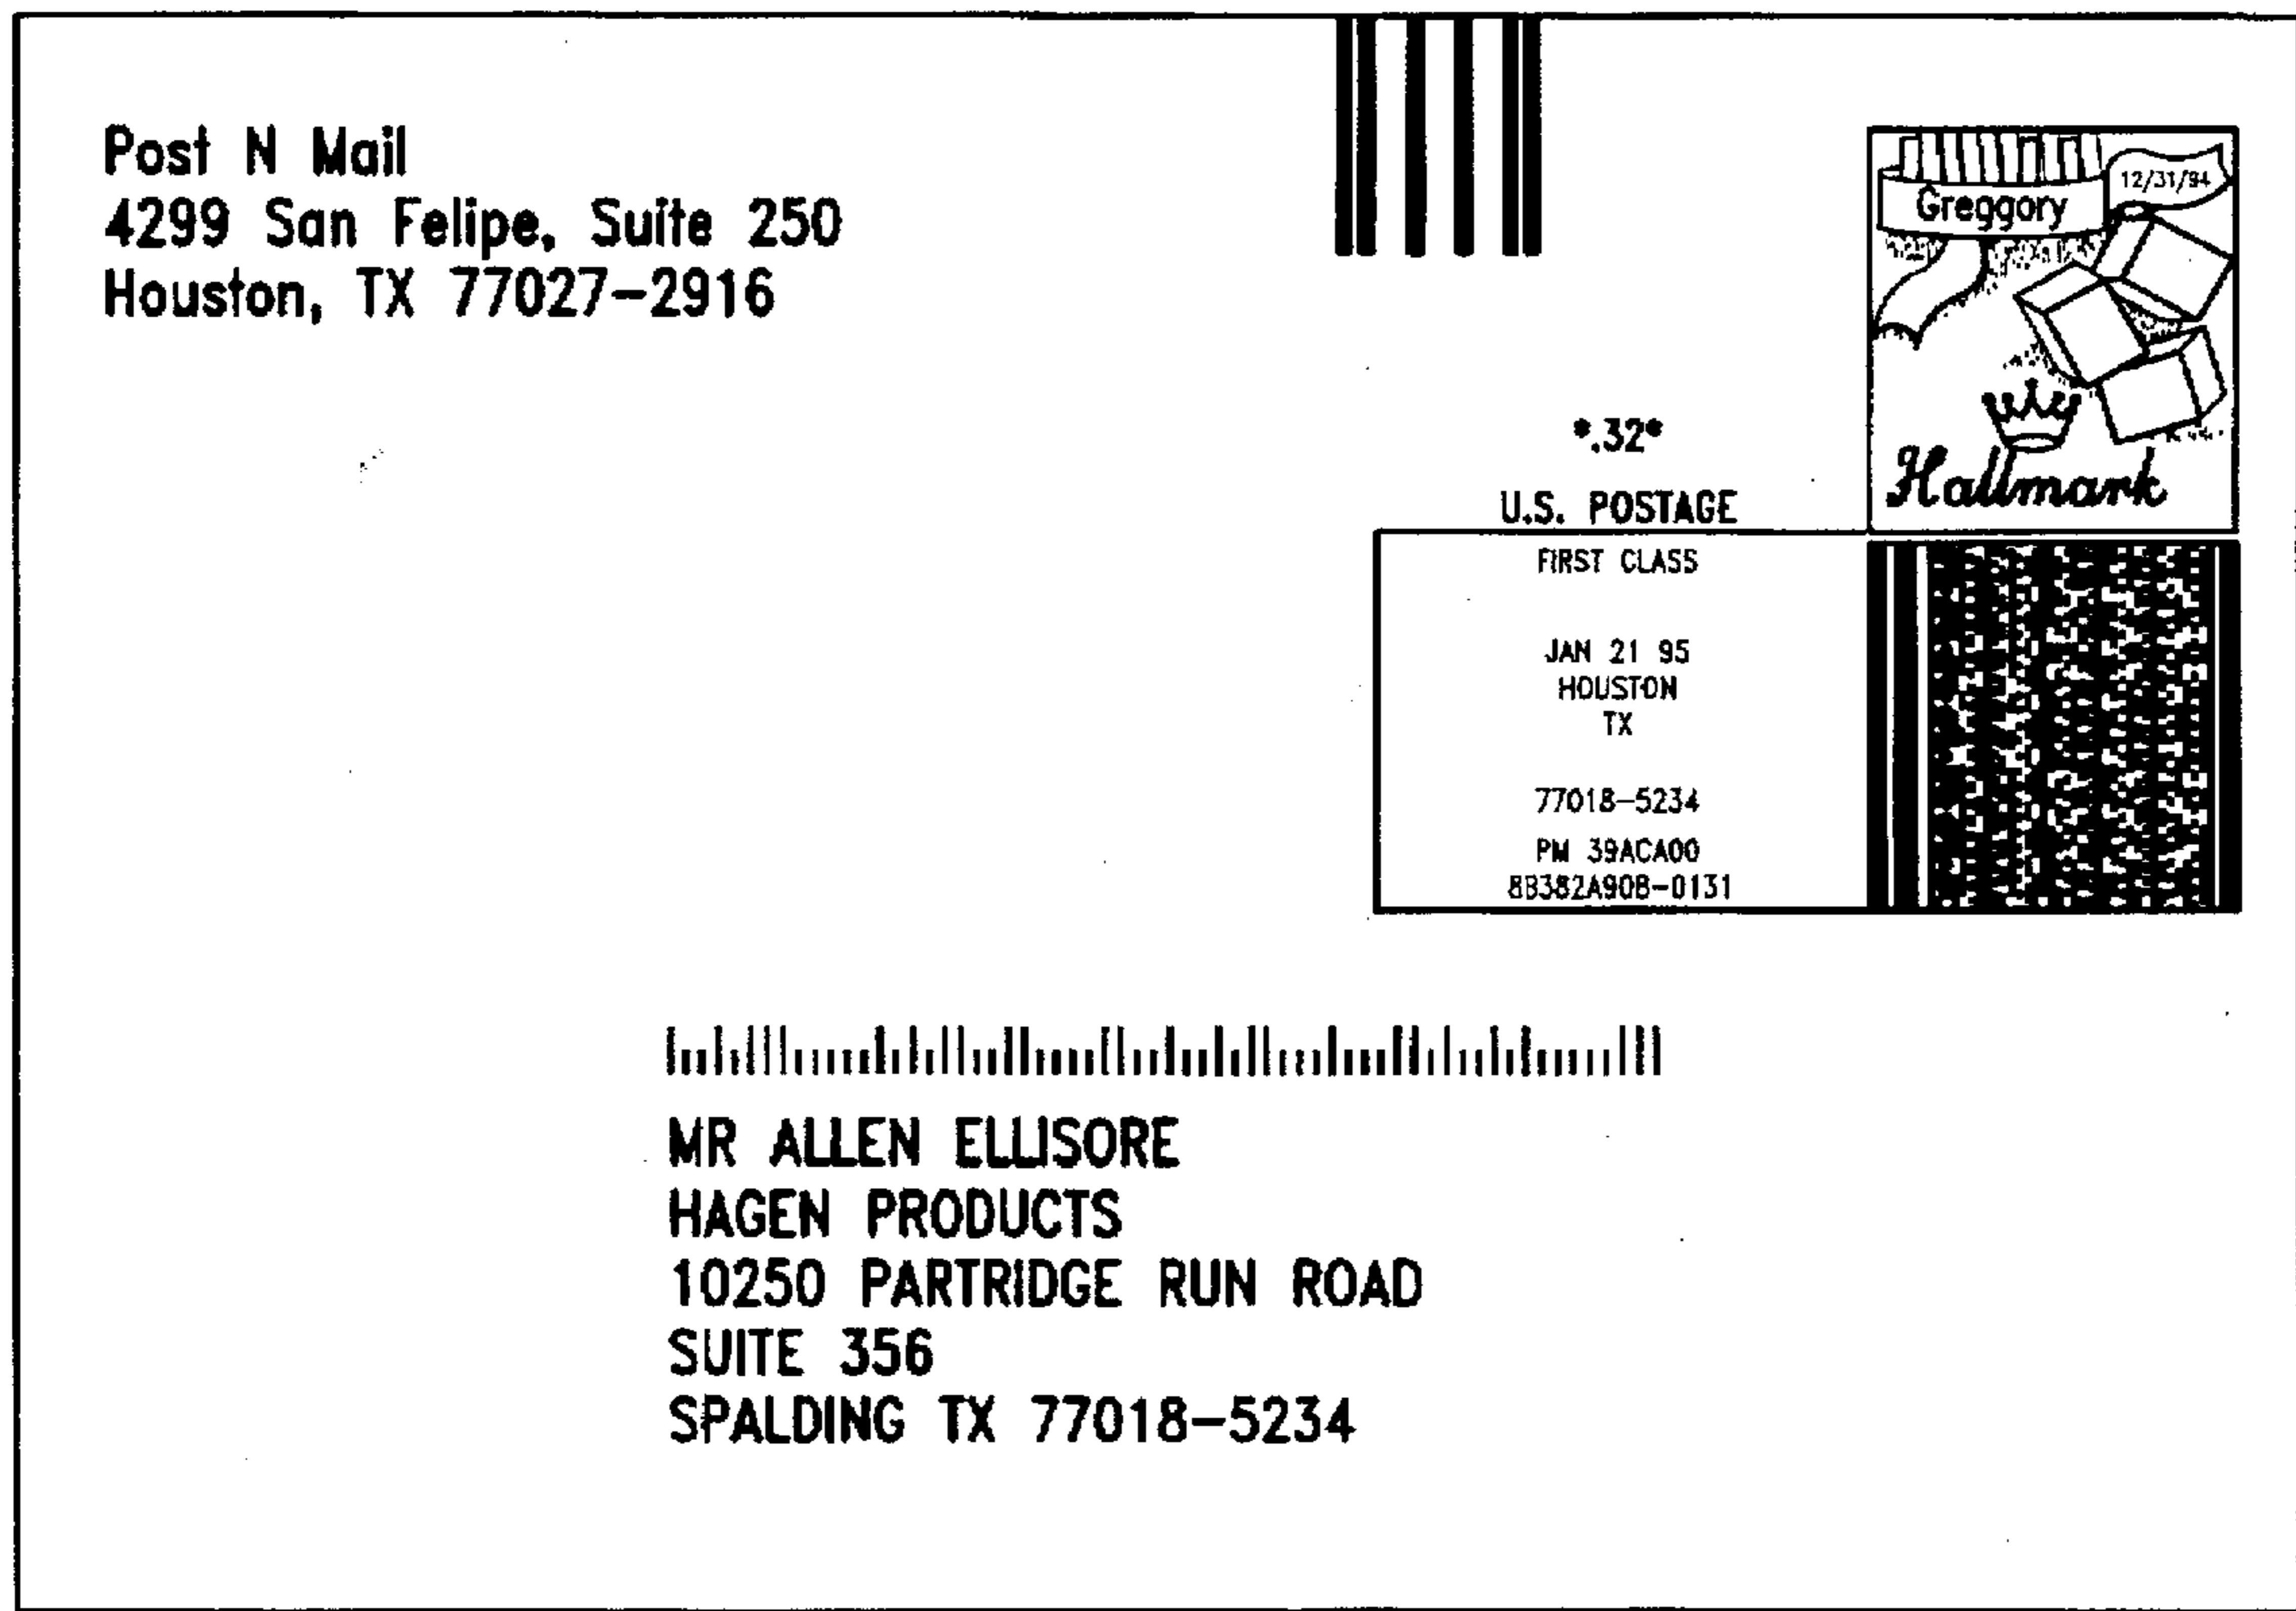 Post N Mail
4299 San Felipe, Suite 250
Houston, TX 77027-2916
12/31/94
Greggory
Hallmark
*.32*
U.S. POSTAGE
FIRST CLASS
JAN 21 95
HOUSTON
TX
77018-5234
PM 39ACA00
8B382A90B-0131
MR ALLEN ELLISORE
HAGEN PRODUCTS
10250 PARTRIDGE RUN ROAD
SUITE 356
SPALDING TX 77018-5234